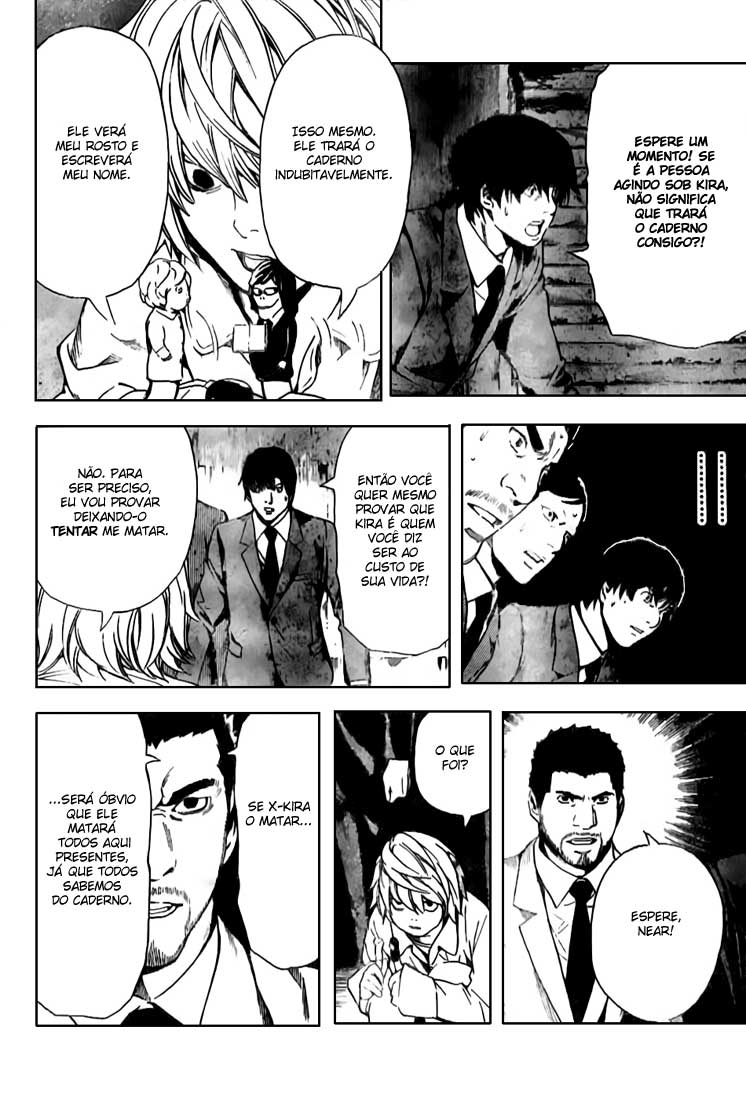 ESPERE UM
MOMENTO! SE
É A PESSOA
AGINDO SOB KIRA,
NÃO SIGNIFICA
QUE TRARÁ
O CADERNO
CONSIGO?!
ISSO MESMO.
ELE TRARÁ O
CADERNO
INDUBITAVELMENTE.
ELE VERÁ
MEU ROSTO E
ESCREVERÁ
MEU NOME.
ENTÃO VOCÊ
QUER MESMO
PROVAR QUE
KIRA É QUEM
VOCÊ DIZ
SER AO
CUSTO DE
SUA VIDA?!
NÃO. PARA
SER PRECISO,
EU VOU PROVAR
DEIXANDO-O
TENTAR ME MATAR.
ESPERE,
NEAR!
O QUE
FOI?
SE X-KIRA
O MATAR...
...SERÁ ÓBVIO
QUE ELE
MATARÁ
TODOS AQUI
PRESENTES,
JÁ QUE TODOS
SABEMOS
DO CADERNO.